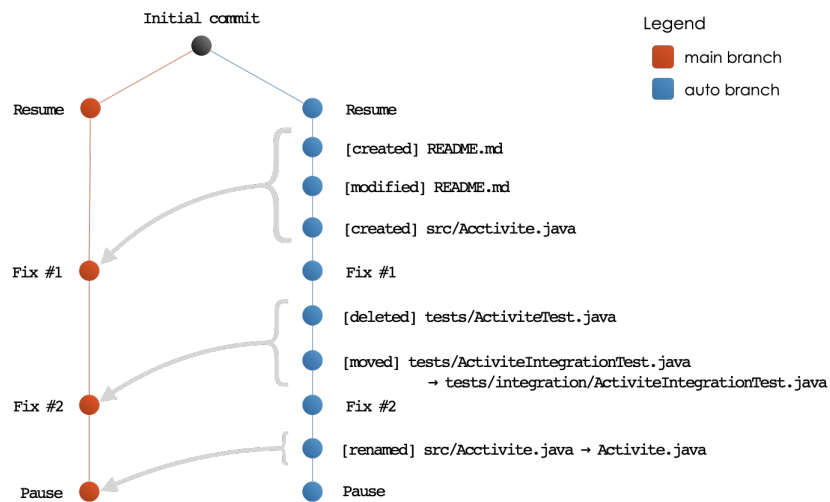 Initial commit
Legend
main branch
auto branch
Resume
Resume
[created] README.md
[modified] README.md
[created] src/Acctivite.java
Fix #1
Fix #1
[deleted] tests/ActiviteTest.java
[moved] tests/ActiviteIntegrationTest.java
→ tests/integration/ActiviteIntegrationTest.java
Fix #2
Fix #2
[renamed] src/Acctivite.java → Activite.java
Pause
Pause